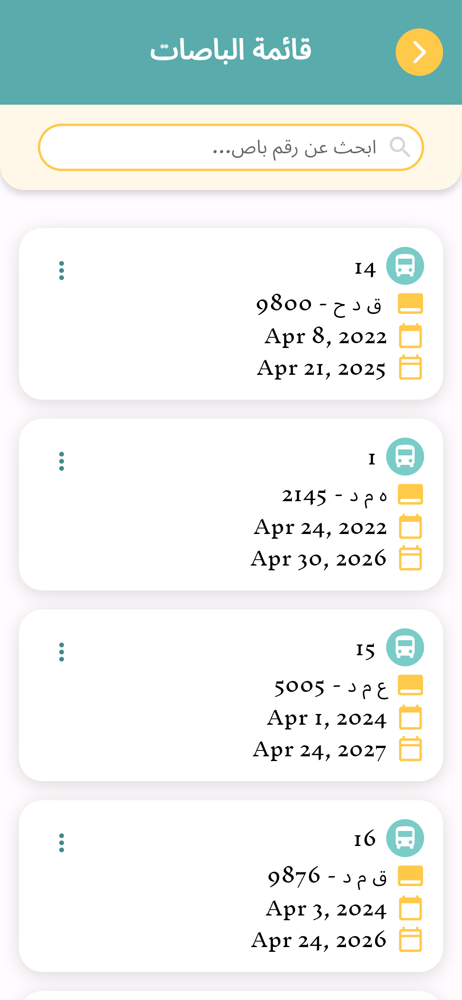 قائمة الباصات
ابحث عن رقم باص...
14
ق د ح - 9800
Apr 8, 2022
Apr 21, 2025
1
ه م د - 2145
Apr 24, 2022
Apr 30, 2026
15
ع م د - 5005
Apr 1, 2024
Apr 24, 2027
16
ق م د - 9876
Apr 3, 2024
Apr 24, 2026